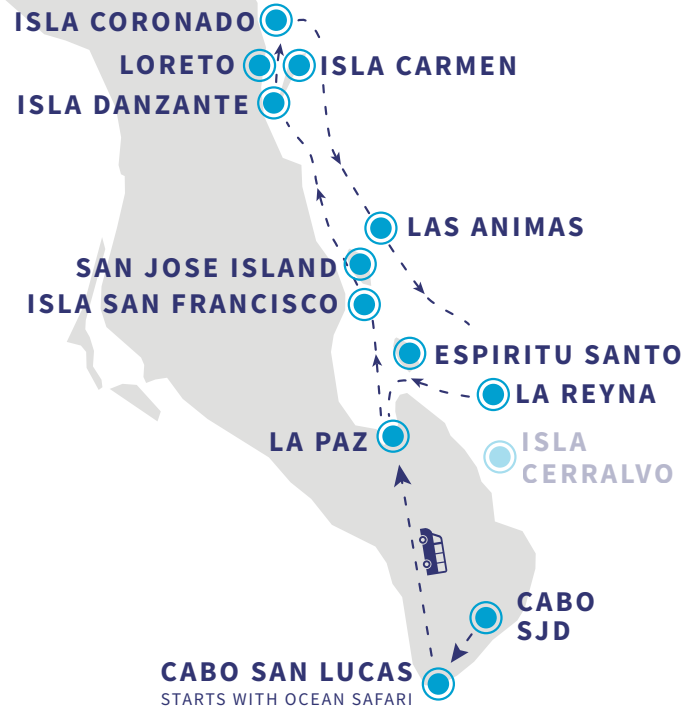 ISLA CORONADO
LORETO
ISLA CARMEN
ISLA DANZANTE
LAS ANIMAS
SAN JOSE ISLAND
ISLA SAN FRANCISCO
ESPIRITU SANTO
LA REYNA
LA PAZ
ISLA
CERRALVO
CABO
SJD
CABO SAN LUCAS
STARTS WITH OCEAN SAFARI